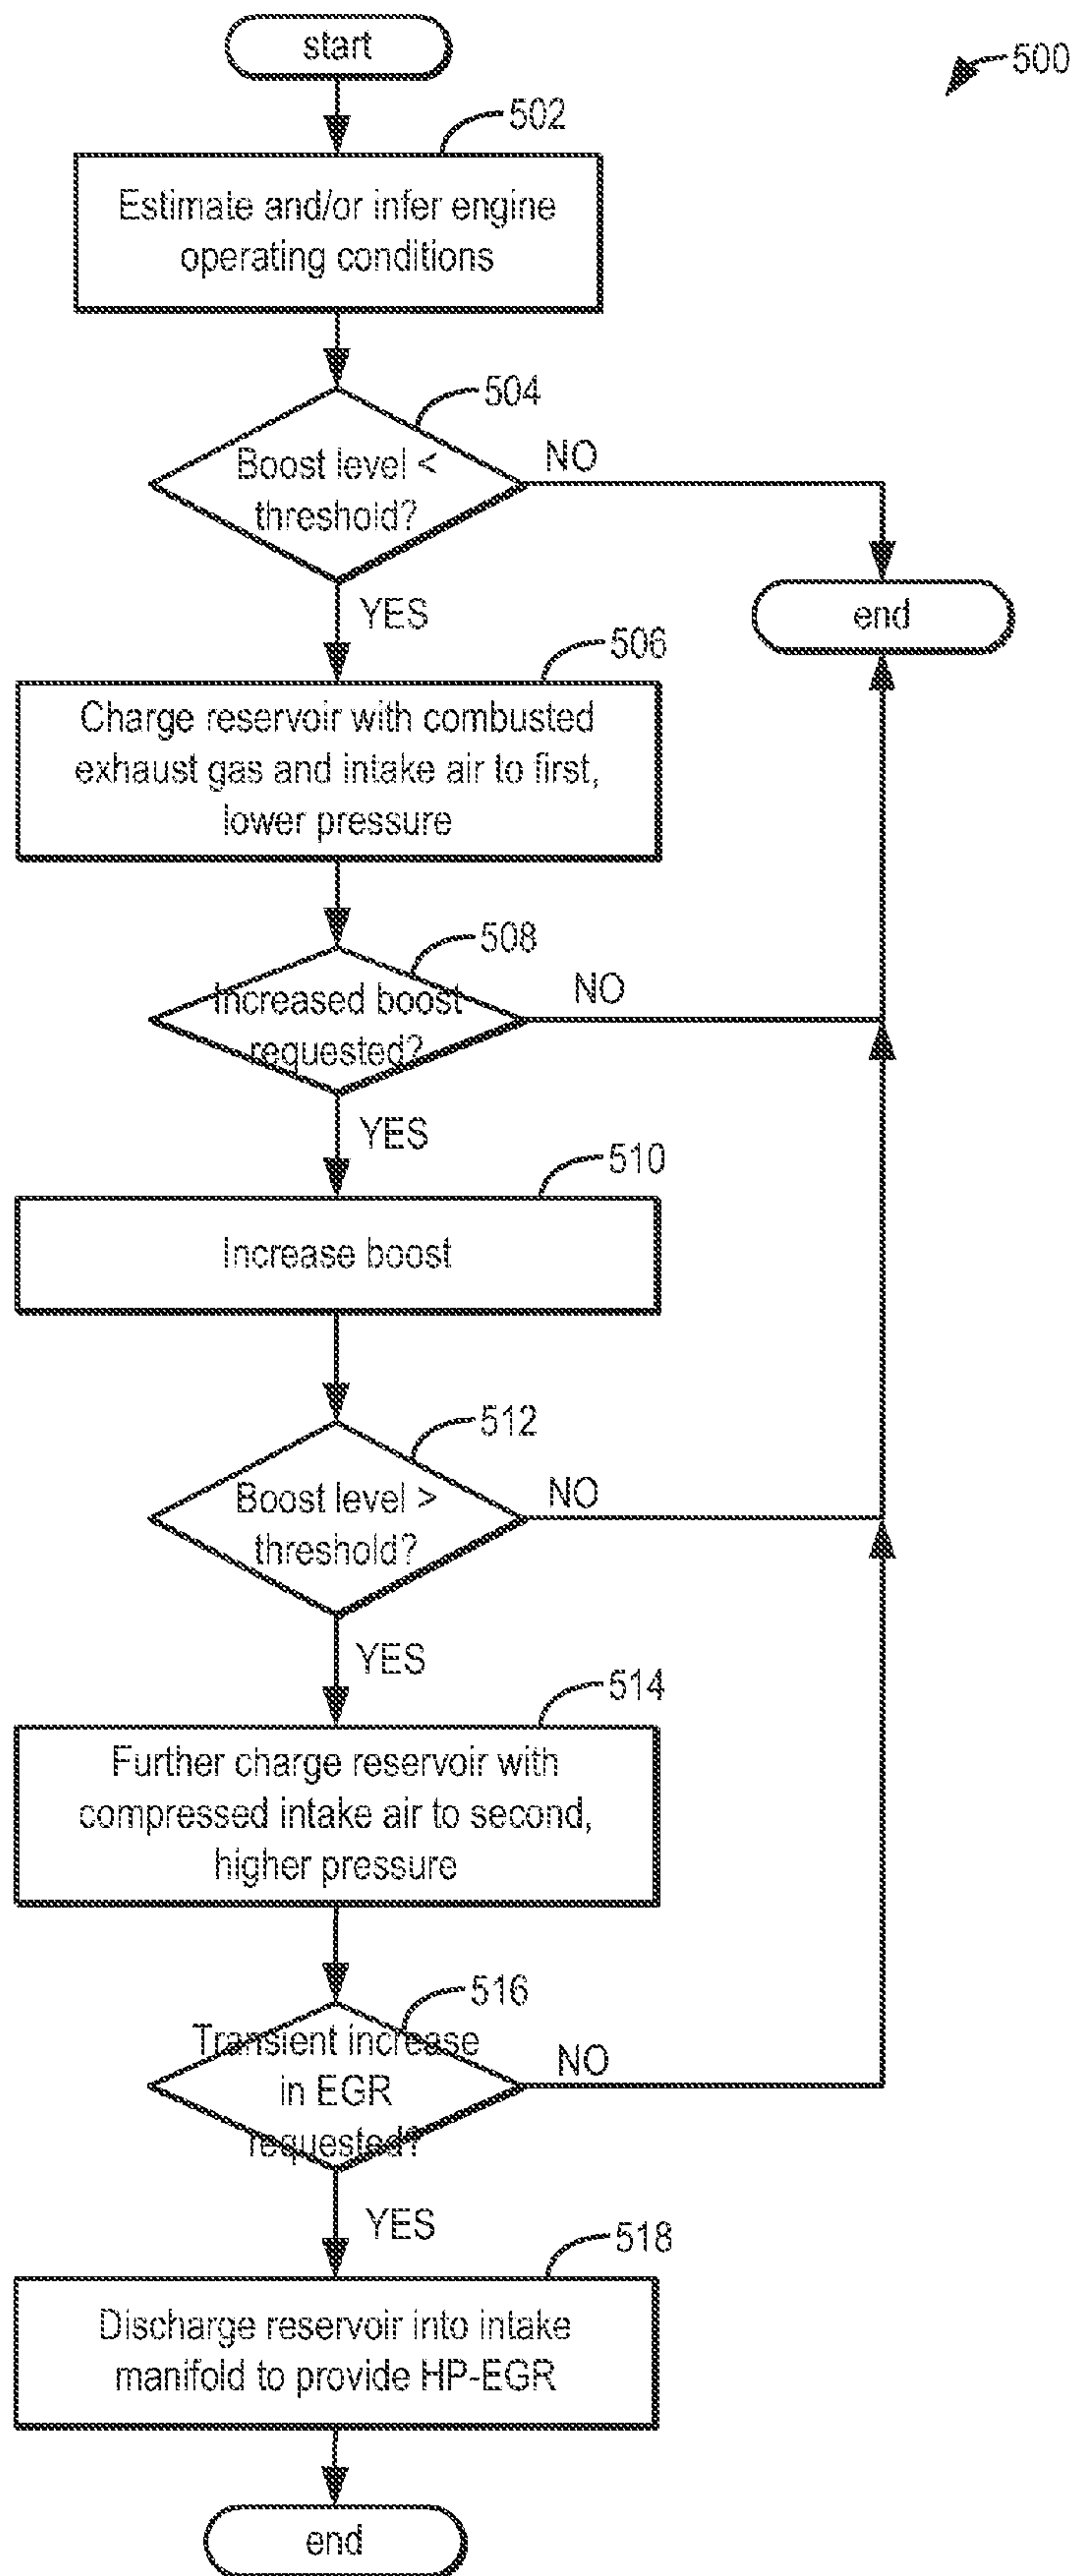 start
500
502
Estimate and/or infer engine
operating conditions
504
Boost level <
threshold?
NO
YES
end
506
Charge reservoir with combusted
exhaust gas and intake air to first,
lower pressure
508
Increased boost
requested?
NO
YES
510
Increase boost
512
Boost level >
threshold?
NO
YES
514
Further charge reservoir with
compressed intake air to second,
higher pressure
516
Transient increase
in EGR
requested?
NO
YES
518
Discharge reservoir into intake
manifold to provide HP-EGR
end